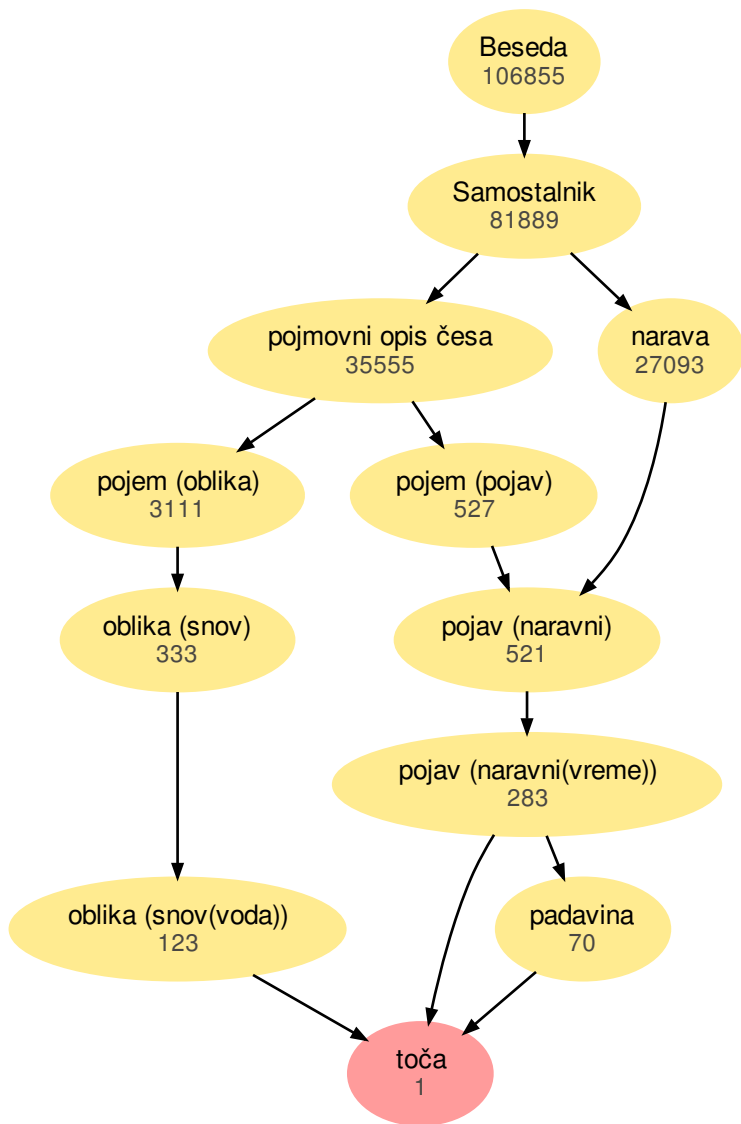 Beseda
106855
Samostalnik
81889
pojmovni opis česa
35555
narava
27093
pojem (oblika)
3111
pojem (pojav)
527
oblika (snov)
333
pojav (naravni)
521
pojav (naravni(vreme))
283
oblika (snov(voda))
123
padavina
70
toča
1